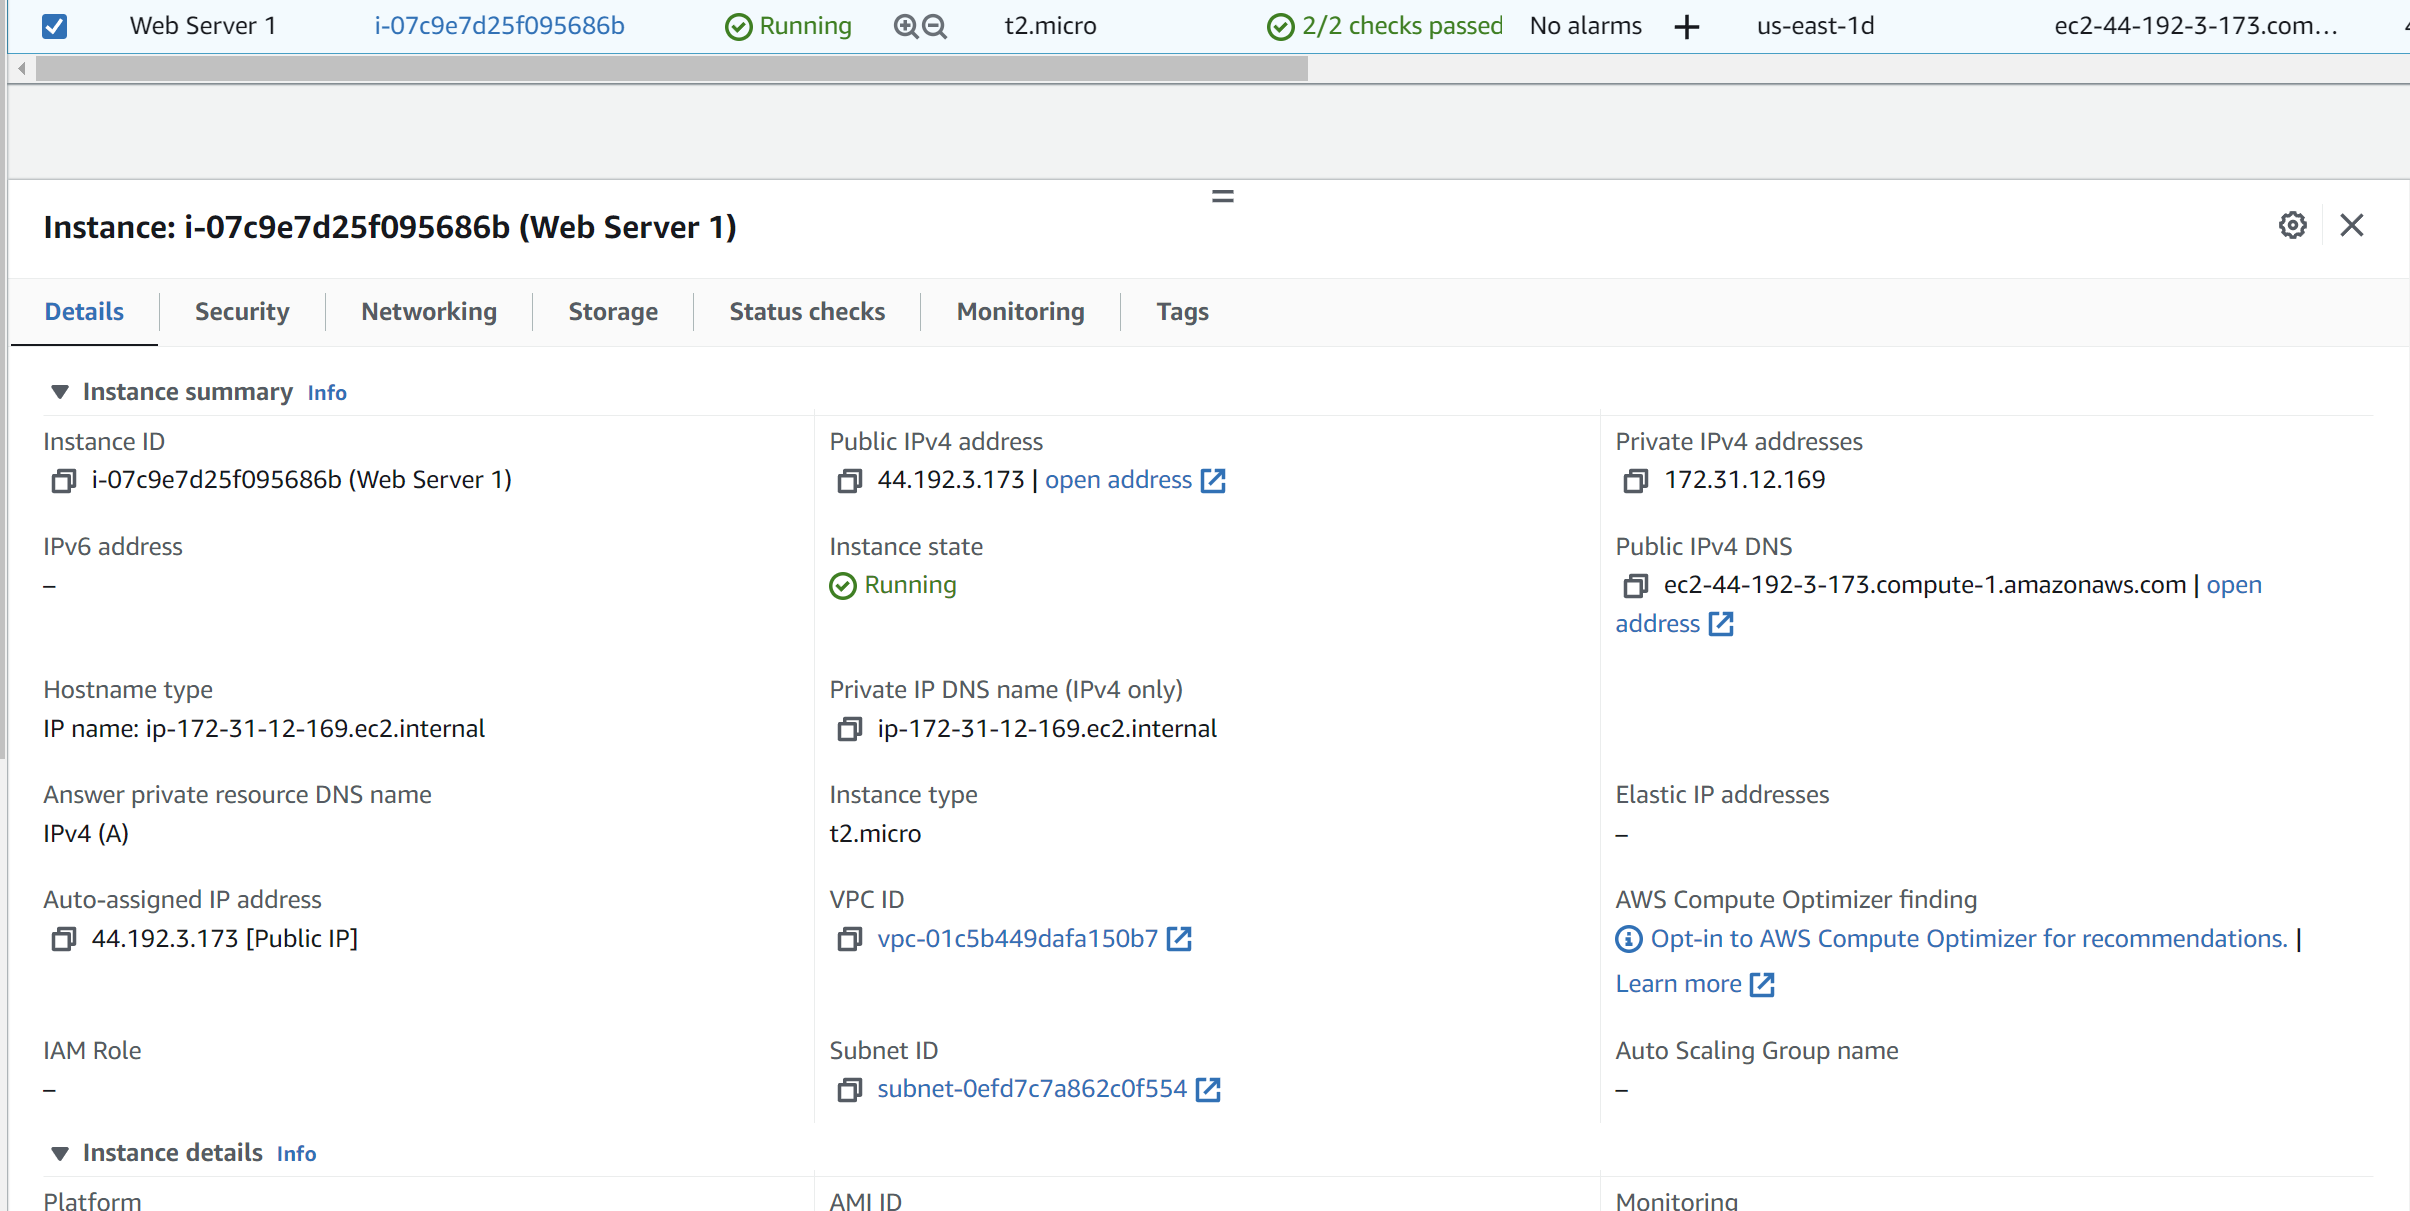 Web Server 1 i-07c9e7d25f095686b Running t2.micro 2/2 checks passed No alarms us-east-1d ec2-44-192-3-173.com…
Instance: i-07c9e7d25f095686b (Web Server 1)
Details Security Networking Storage Status checks Monitoring Tags
Instance summary Info
Instance ID
i-07c9e7d25f095686b (Web Server 1)
Public IPv4 address
44.192.3.173 | open address
Private IPv4 addresses
172.31.12.169
IPv6 address
–
Instance state
Running
Public IPv4 DNS
ec2-44-192-3-173.compute-1.amazonaws.com | open
address
Hostname type
IP name: ip-172-31-12-169.ec2.internal
Private IP DNS name (IPv4 only)
ip-172-31-12-169.ec2.internal
Answer private resource DNS name
IPv4 (A)
Instance type
t2.micro
Elastic IP addresses
–
Auto-assigned IP address
44.192.3.173 [Public IP]
VPC ID
vpc-01c5b449dafa150b7
AWS Compute Optimizer finding
Opt-in to AWS Compute Optimizer for recommendations. |
Learn more
IAM Role
–
Subnet ID
subnet-0efd7c7a862c0f554
Auto Scaling Group name
–
Instance details Info
Platform
AMI ID
Monitoring